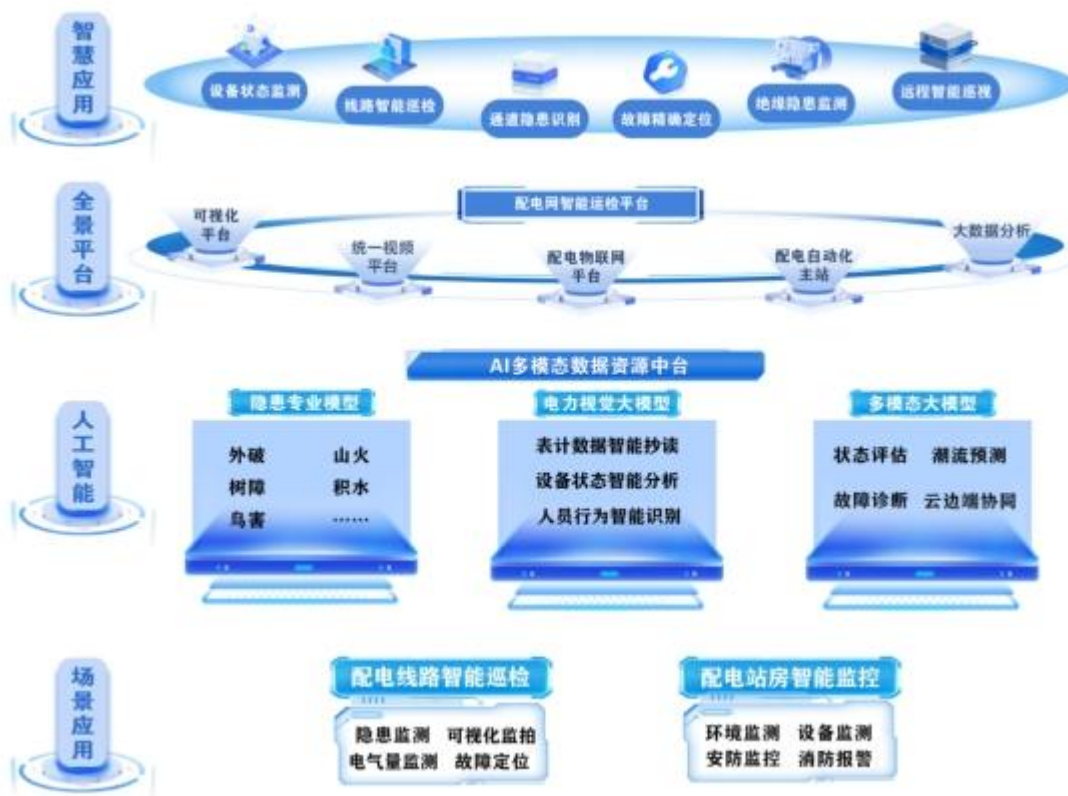 智慧应用
设备状态监测
线路智能巡检
通道隐患识别
故障精确定位
绝缘隐患监测
远程智能巡视
全景平台
配电网智能运检平台
可视化
平台
统一视频
平台
配电物联网
平台
配电自动化
主站
大数据分析
人工智能
AI多模态数据资源中台
隐患专业模型
外破 山火
树障 积水
鸟害 ……
电力视觉大模型
表计数据智能抄读
设备状态智能分析
人员行为智能识别
多模态大模型
状态评估 潮流预测
故障诊断 云边端协同
场景应用
配电线路智能巡检
隐患监测 可视化监拍
电气量监测 故障定位
配电站房智能监控
环境监测 设备监测
安防监控 消防报警